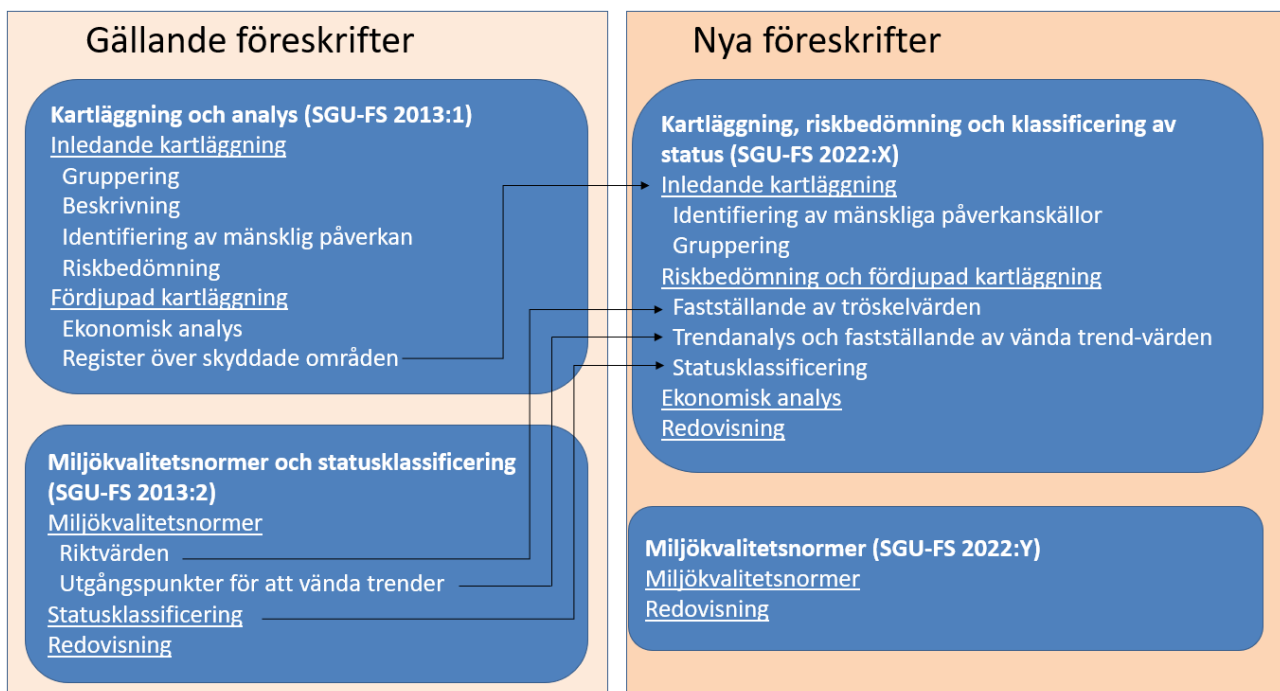 Gällande föreskrifter
Kartläggning och analys (SGU-FS 2013:1)
Inledande kartläggning
Gruppering
Beskrivning
Identifiering av mänsklig påverkan
Riskbedömning
Fördjupad kartläggning
Ekonomisk analys
Register över skyddade områden
Miljökvalitetsnormer och statusklassificering
(SGU-FS 2013:2)
Miljökvalitetsnormer
Riktvärden
Utgångspunkter för att vända trender
Statusklassificering
Redovisning
Nya föreskrifter
Kartläggning, riskbedömning och klassificering av
status (SGU-FS 2022:X)
Inledande kartläggning
Identifiering av mänskliga påverkanskällor
Gruppering
Riskbedömning och fördjupad kartläggning
Fastställande av tröskelvärden
Trendanalys och fastställande av vända trend-värden
Statusklassificering
Ekonomisk analys
Redovisning
Miljökvalitetsnormer (SGU-FS 2022:Y)
Miljökvalitetsnormer
Redovisning